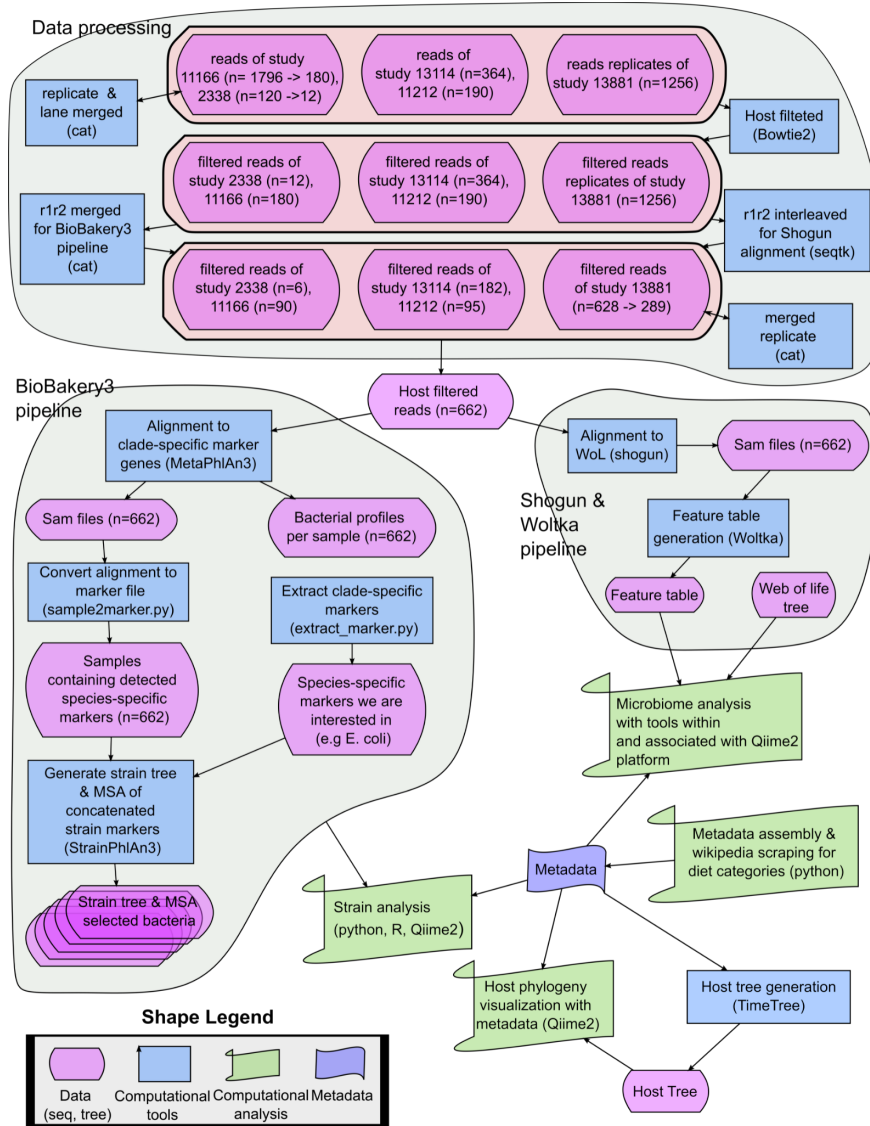 Data processing
reads of study
11166 (n= 1796 -> 180),
2338 (n=120 ->12)
reads of
study 13114 (n=364),
11212 (n=190)
reads replicates of
study 13881 (n=1256)
replicate &
lane merged
(cat)
Host filteted
(Bowtie2)
filtered reads of
study 2338 (n=12),
11166 (n=180)
filtered reads of
study 13114 (n=364),
11212 (n=190)
filtered reads
replicates of study
13881 (n=1256)
r1r2 merged
for BioBakery3
pipeline
(cat)
r1r2 interleaved
for Shogun
alignment (seqtk)
filtered reads of
study 2338 (n=6),
11166 (n=90)
filtered reads of
study 13114 (n=182),
11212 (n=95)
filtered reads
of study 13881
(n=628 -> 289)
merged
replicate
(cat)
BioBakery3
pipeline
Host filtered
reads (n=662)
Alignment to
clade-specific marker
genes (MetaPhlAn3)
Alignment to
WoL (shogun)
Sam files (n=662)
Shogun &
Woltka
pipeline
Sam files (n=662)
Bacterial profiles
per sample (n=662)
Feature table
generation (Woltka)
Convert alignment to
marker file
(sample2marker.py)
Extract clade-specific
markers
(extract_marker.py)
Feature table
Web of life
tree
Samples
containing detected
species-specific
markers (n=662)
Species-specific
markers we are
interested in
(e.g E. coli)
Microbiome analysis
with tools within
and associated with Qiime2
platform
Generate strain tree
& MSA of
concatenated
strain markers
(StrainPhlAn3)
Metadata assembly &
wikipedia scraping for
diet categories (python)
Metadata
Strain tree & MSA
selected bacteria
Strain analysis
(python, R, Qiime2)
Host phylogeny
visualization with
metadata (Qiime2)
Host tree generation
(TimeTree)
Host Tree
Shape Legend
Data
(seq, tree)
Computational
tools
Computational
analysis
Metadata